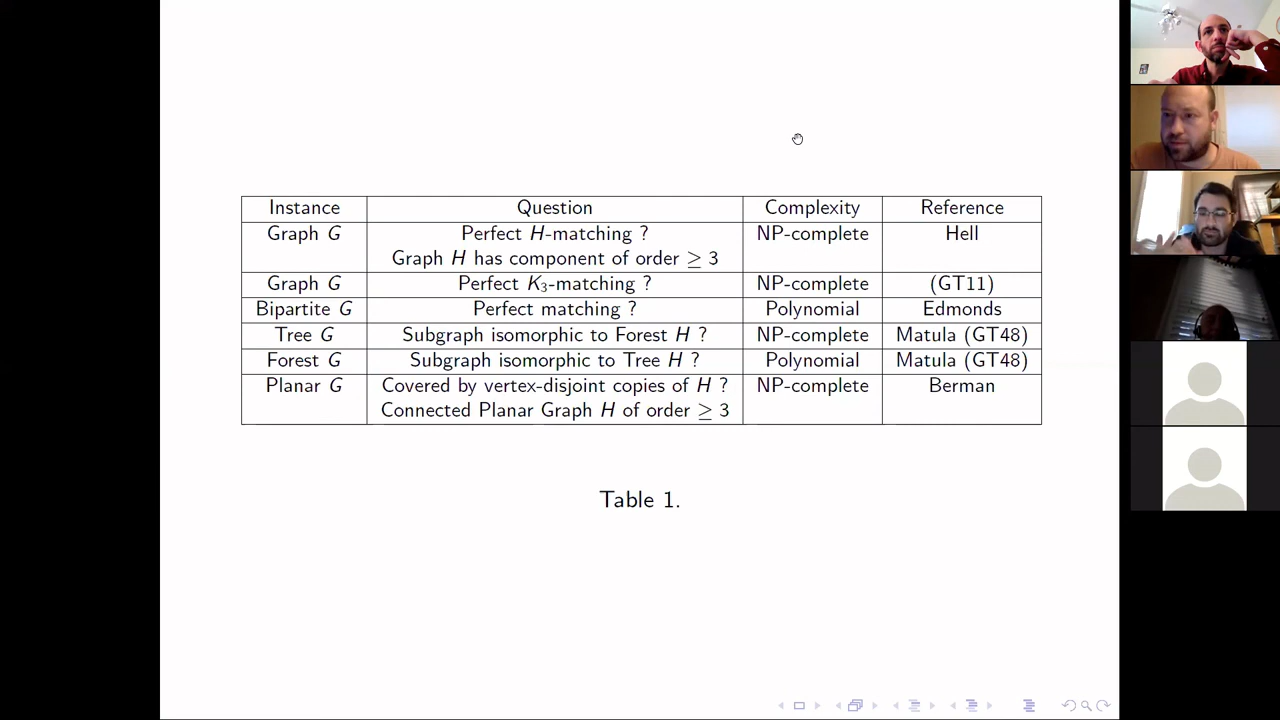 Instance Question Complexity Reference
Graph G Perfect H-matching ? NP-complete Hell
Graph H has component of order ≥ 3
Graph G Perfect K₃-matching ? NP-complete (GT11)
Bipartite G Perfect matching ? Polynomial Edmonds
Tree G Subgraph isomorphic to Forest H ? NP-complete Matula (GT48)
Forest G Subgraph isomorphic to Tree H ? Polynomial Matula (GT48)
Planar G Covered by vertex-disjoint copies of H ? NP-complete Berman
Connected Planar Graph H of order ≥ 3
Table 1.